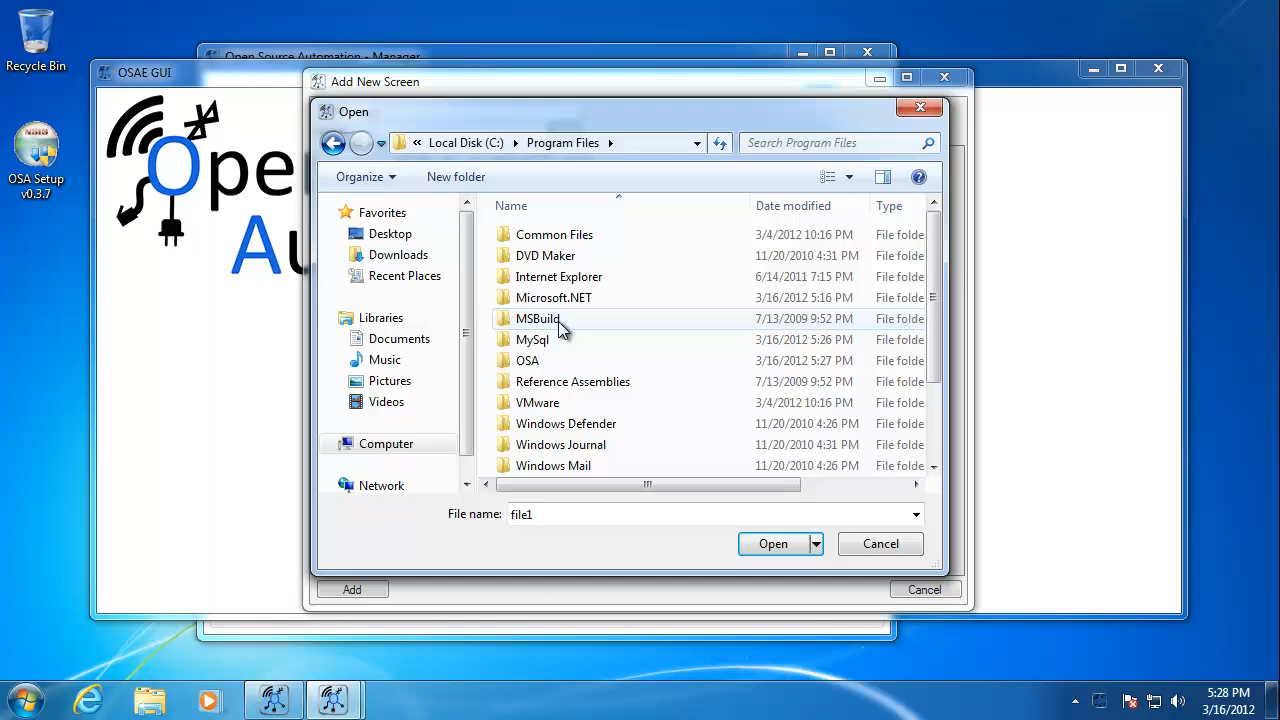 Recycle Bin
OSA Setup
v0.3.7
Open Source Automation - Manager
OSAE GUI
Add New Screen
Open
« Local Disk (C:) Program Files
Search Program Files
Organize New folder
Favorites
Desktop
Downloads
Recent Places
Libraries
Documents
Music
Pictures
Videos
Computer
Network
Name Date modified Type
Common Files 3/4/2012 10:16 PM File folde
DVD Maker 11/20/2010 4:31 PM File folde
Internet Explorer 6/14/2011 7:15 PM File folde
Microsoft.NET 3/16/2012 5:16 PM File folde
MSBuild 7/13/2009 9:52 PM File folde
MySql 3/16/2012 5:26 PM File folde
OSA 3/16/2012 5:27 PM File folde
Reference Assemblies 7/13/2009 9:52 PM File folde
VMware 3/4/2012 10:16 PM File folde
Windows Defender 11/20/2010 4:26 PM File folde
Windows Journal 11/20/2010 4:31 PM File folde
Windows Mail 11/20/2010 4:26 PM File folde
File name: file1
Open Cancel
Add Cancel
Ope
Au
NSIS
5:28 PM
3/16/2012